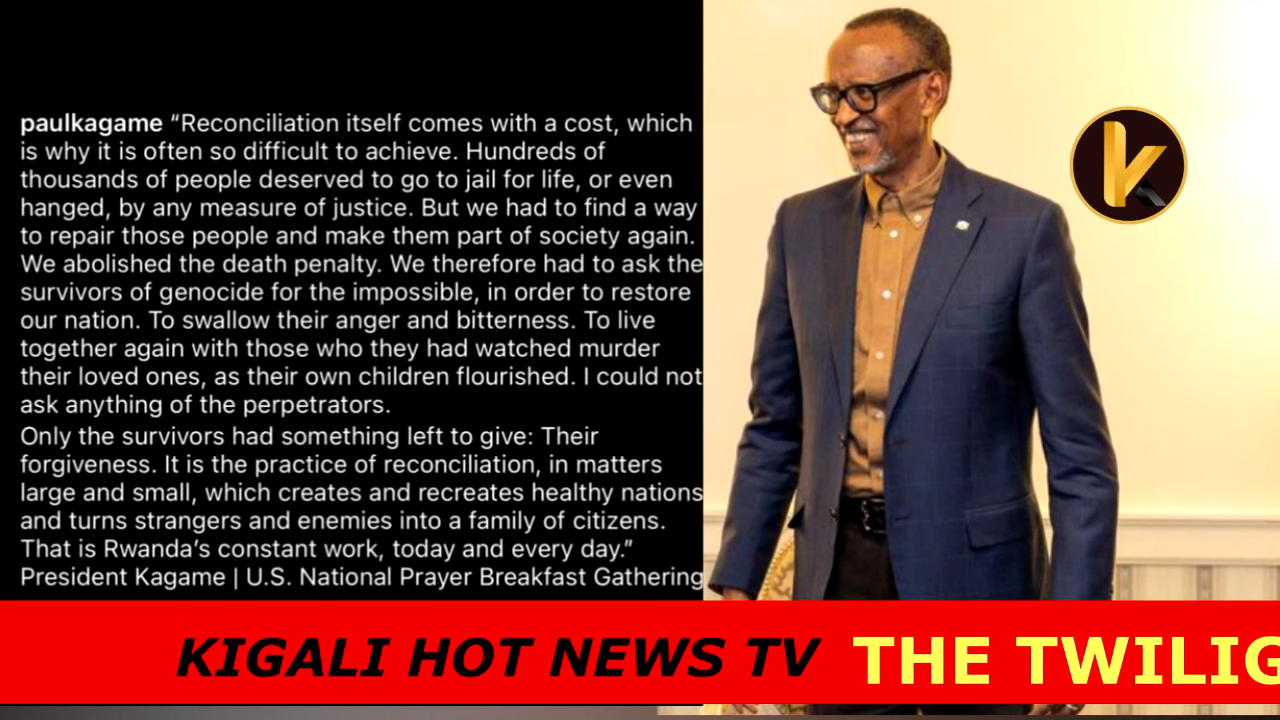 paulkagame “Reconciliation itself comes with a cost, which
is why it is often so difficult to achieve. Hundreds of
thousands of people deserved to go to jail for life, or even
hanged, by any measure of justice. But we had to find a way
to repair those people and make them part of society again.
We abolished the death penalty. We therefore had to ask the
survivors of genocide for the impossible, in order to restore
our nation. To swallow their anger and bitterness. To live
together again with those who they had watched murder
their loved ones, as their own children flourished. I could not
ask anything of the perpetrators.
Only the survivors had something left to give: Their
forgiveness. It is the practice of reconciliation, in matters
large and small, which creates and recreates healthy nations
and turns strangers and enemies into a family of citizens.
That is Rwanda’s constant work, today and every day.”
President Kagame | U.S. National Prayer Breakfast Gathering
KIGALI HOT NEWS TV THE TWILIG